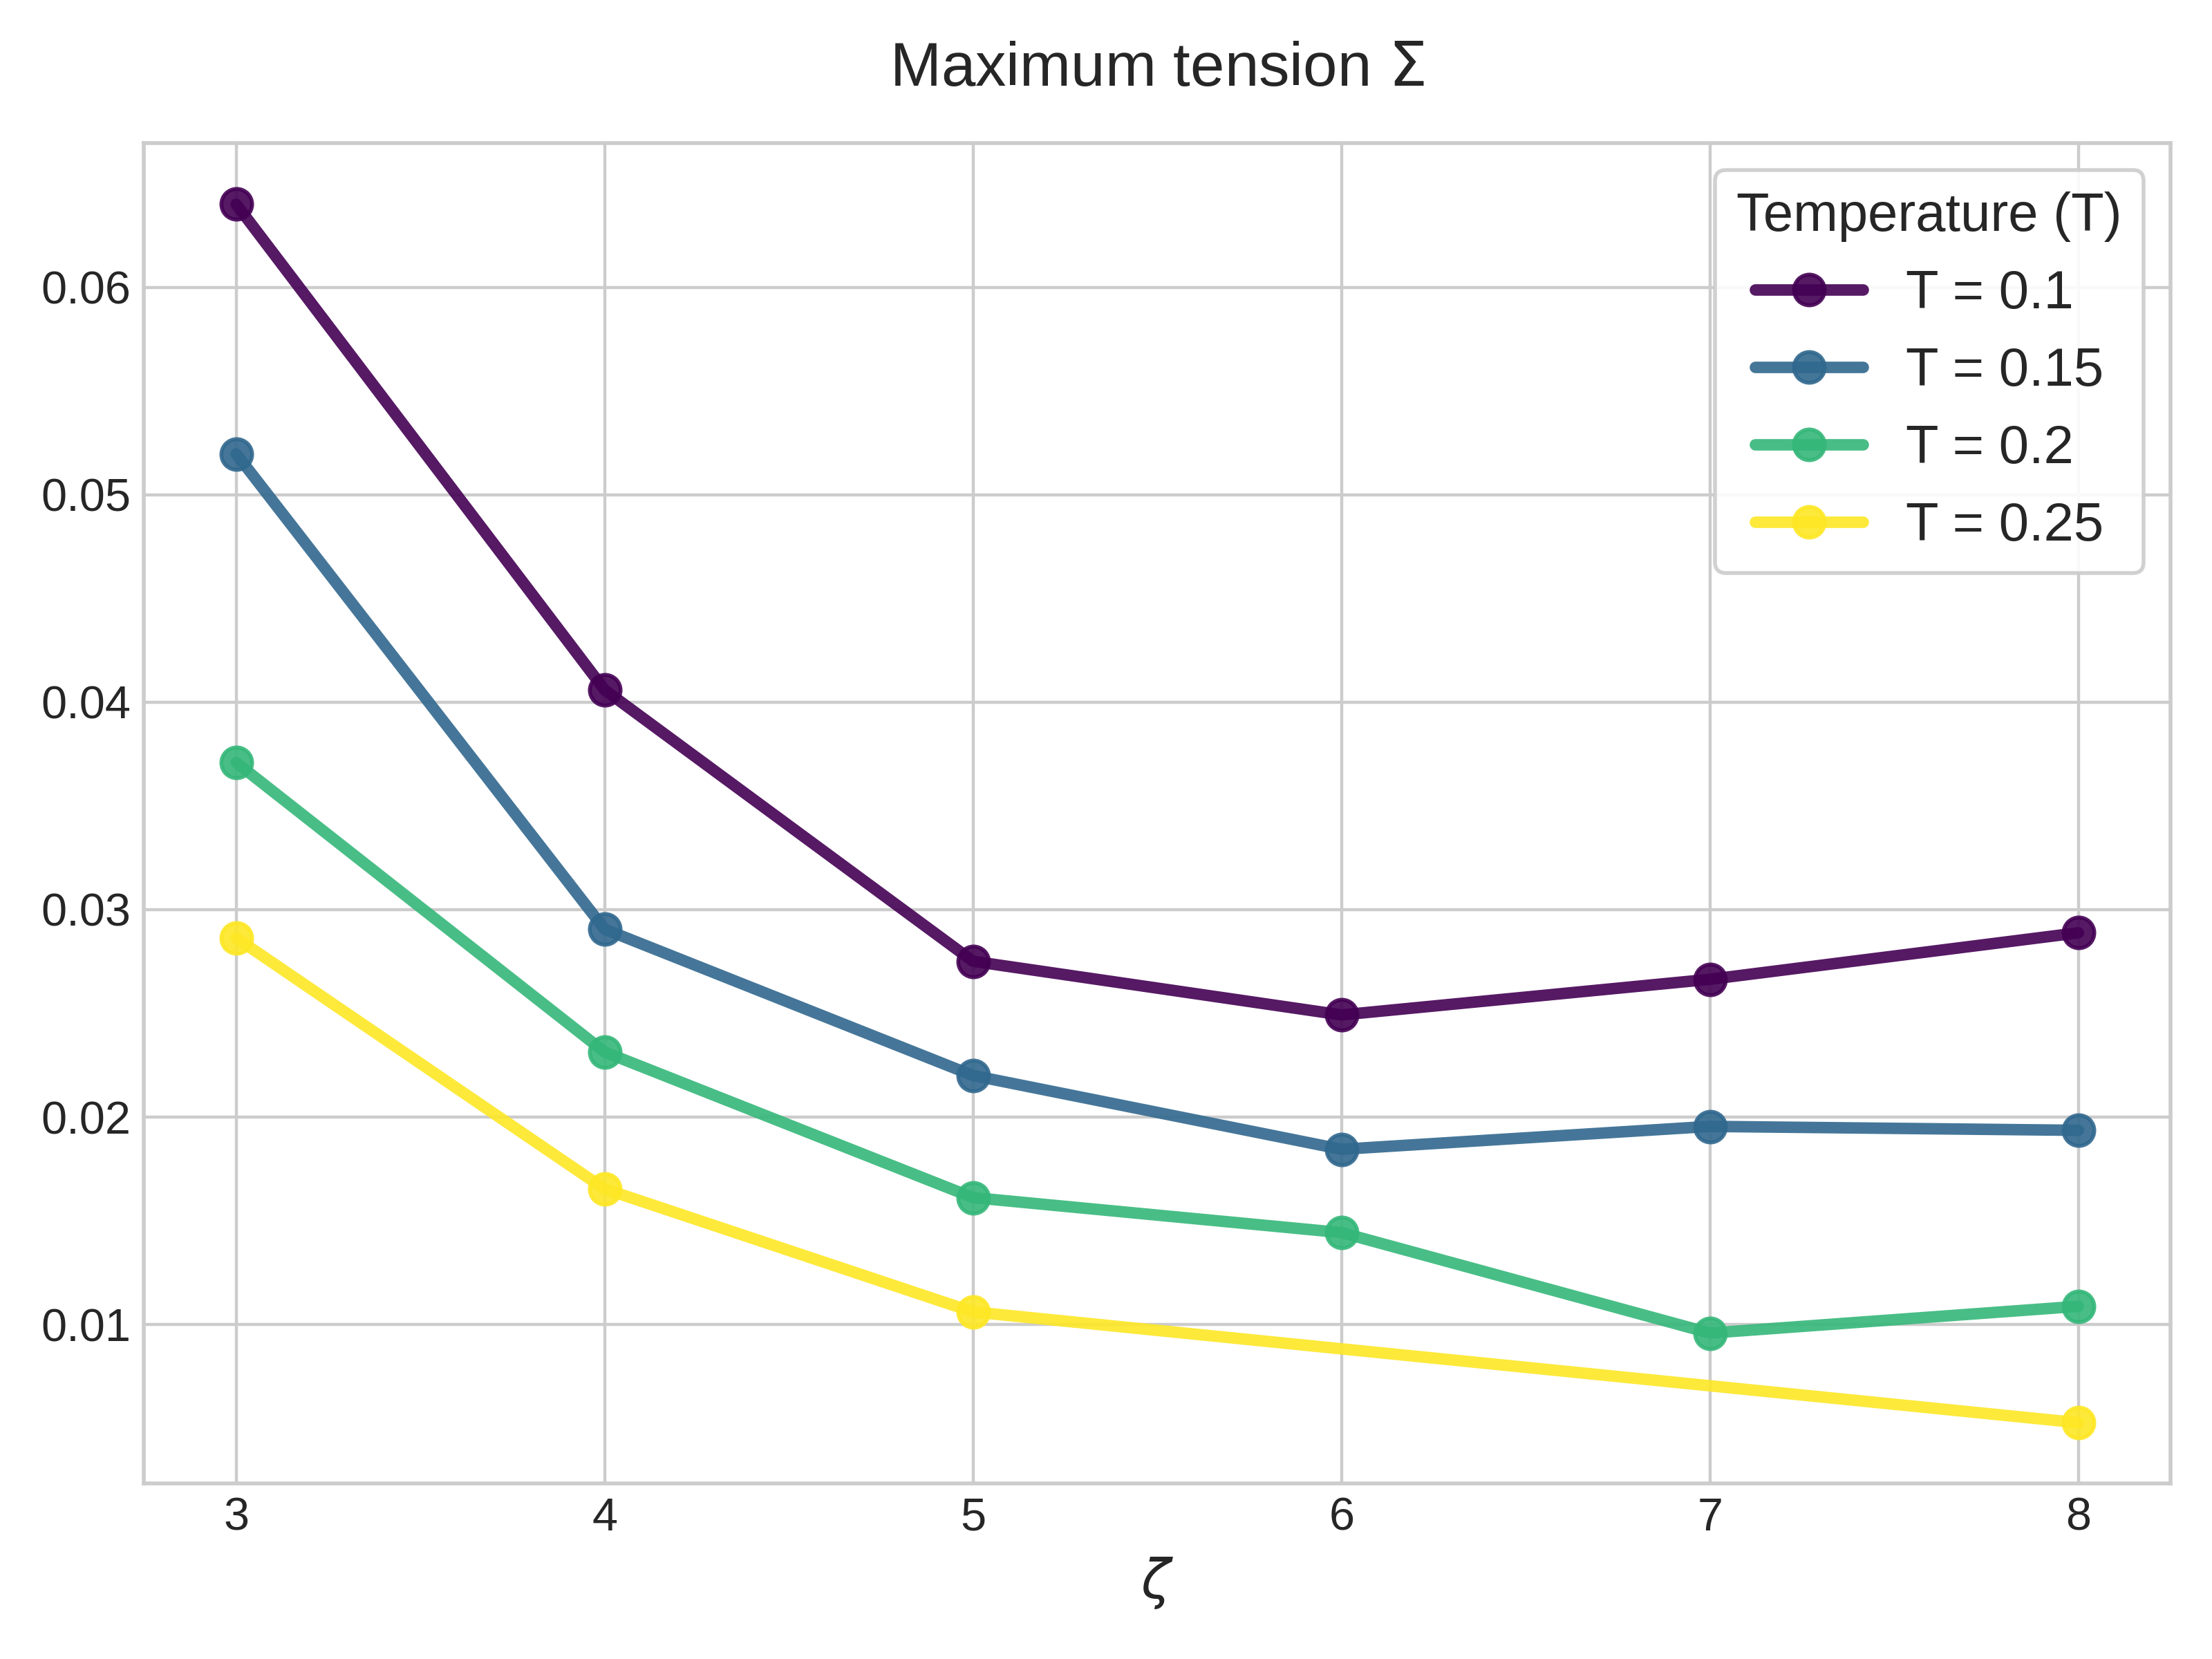 Maximum tension Σ
Temperature (T)
T = 0.1
T = 0.15
T = 0.2
T = 0.25
0.06
0.05
0.04
0.03
0.02
0.01
3 4 5 6 7 8
ζ